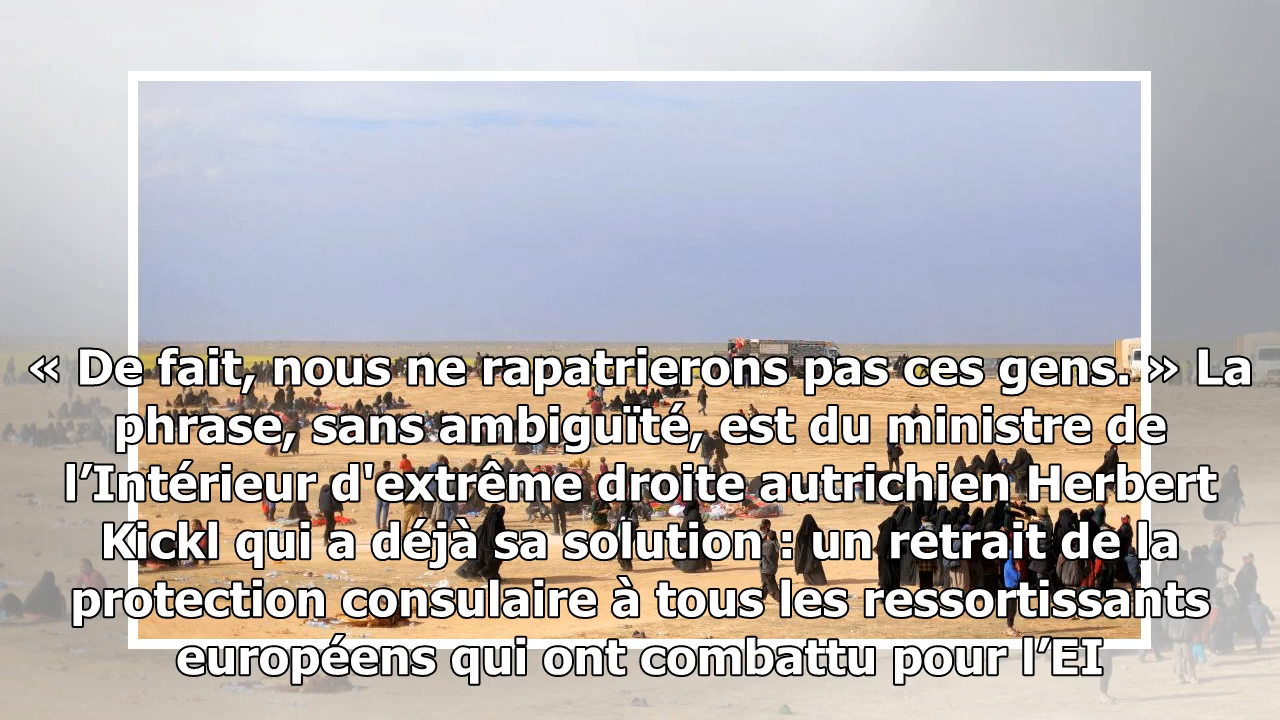 « De fait, nous ne rapatrierons pas ces gens. » La
phrase, sans ambiguïté, est du ministre de
l’Intérieur d'extrême droite autrichien Herbert
Kickl qui a déjà sa solution : un retrait de la
protection consulaire à tous les ressortissants
européens qui ont combattu pour l’EI